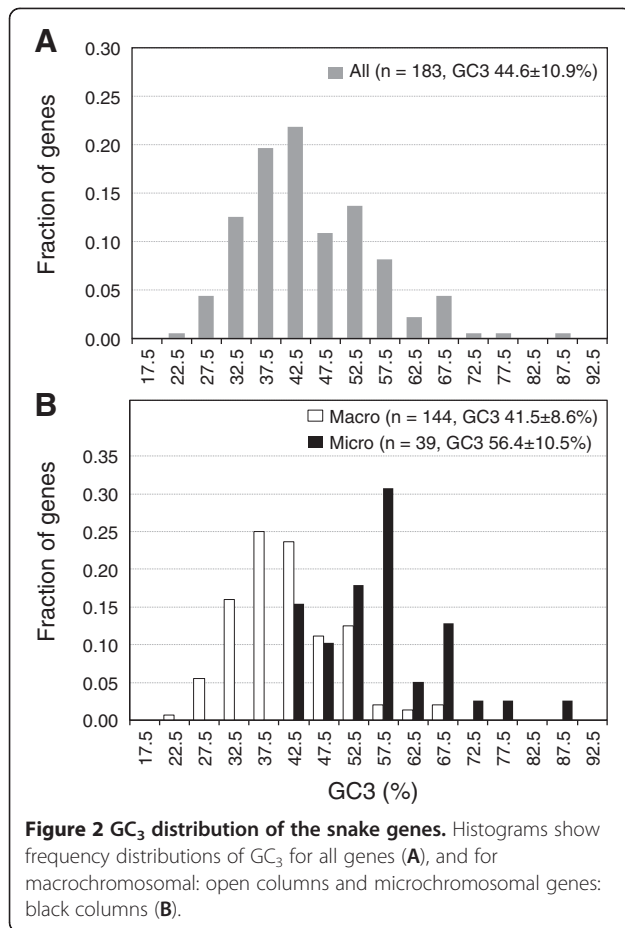 A
Fraction of genes
0.30
0.25
0.20
0.15
0.10
0.05
0.00
All (n = 183, GC3 44.6±10.9%)
17.5 22.5 27.5 32.5 37.5 42.5 47.5 52.5 57.5 62.5 67.5 72.5 77.5 82.5 87.5 92.5
B
Fraction of genes
0.35
0.30
0.25
0.20
0.15
0.10
0.05
0.00
Macro (n = 144, GC3 41.5±8.6%)
Micro (n = 39, GC3 56.4±10.5%)
17.5 22.5 27.5 32.5 37.5 42.5 47.5 52.5 57.5 62.5 67.5 72.5 77.5 82.5 87.5 92.5
GC3 (%)
Figure 2 GC₃ distribution of the snake genes. Histograms show
frequency distributions of GC₃ for all genes (A), and for
macrochromosomal: open columns and microchromosomal genes:
black columns (B).